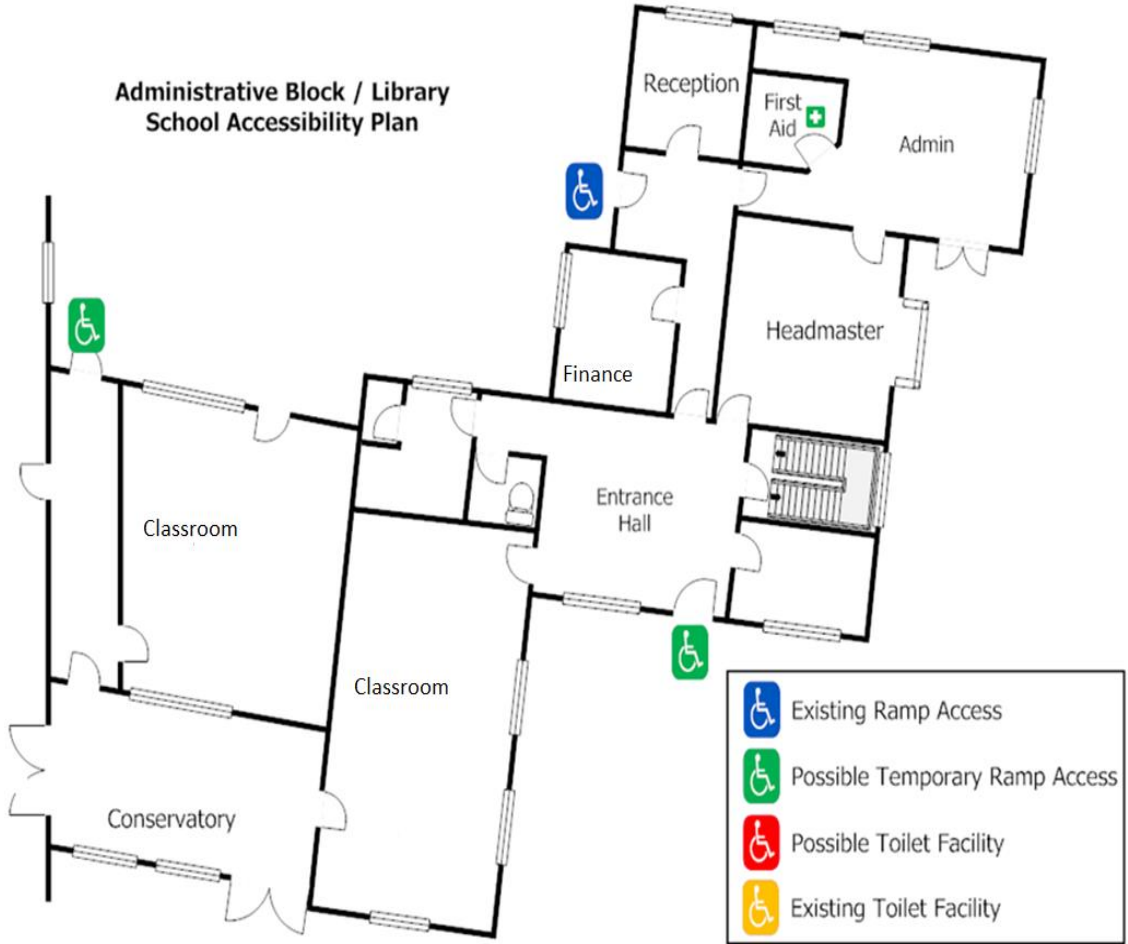 Administrative Block / Library
School Accessibility Plan
Reception
First
Aid
Admin
Headmaster
Finance
Entrance
Hall
Classroom
Classroom
Conservatory
Existing Ramp Access
Possible Temporary Ramp Access
Possible Toilet Facility
Existing Toilet Facility